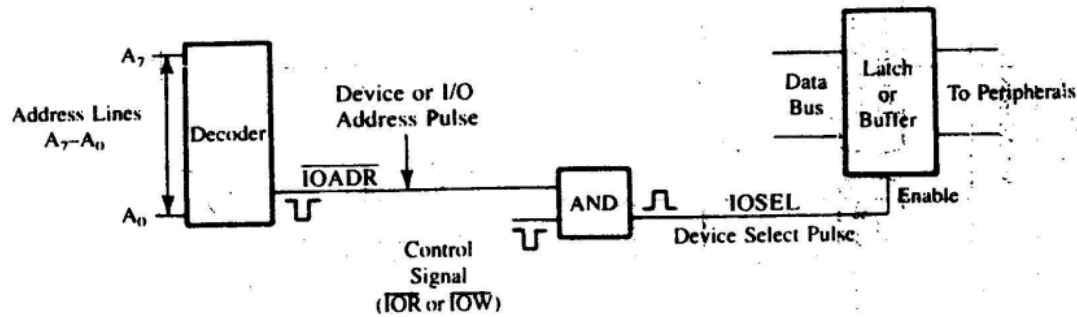 A₇
Address Lines
A₇–A₀
A₀
Decoder
Device or I/O
Address Pulse
IOADR
Control
Signal
(IOR or IOW)
AND
IOSEL
Device Select Pulse
Data
Bus
Latch
or
Buffer
To Peripherals
Enable